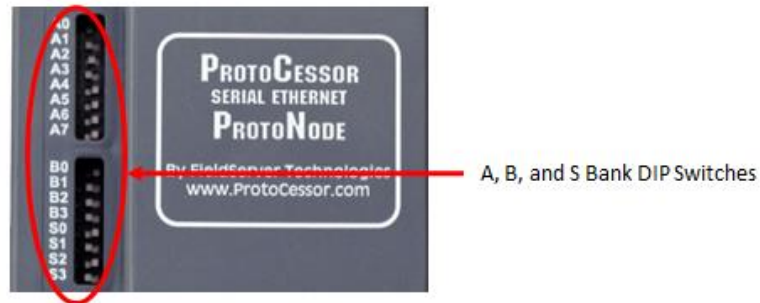 A0
A1
A2
A3
A4
A5
A6
A7
B0
B1
B2
B3
S0
S1
S2
S3
PROTOCESSOR
SERIAL ETHERNET
PROTONODE
By FieldServer Technologies
www.ProtoCessor.com
A, B, and S Bank DIP Switches